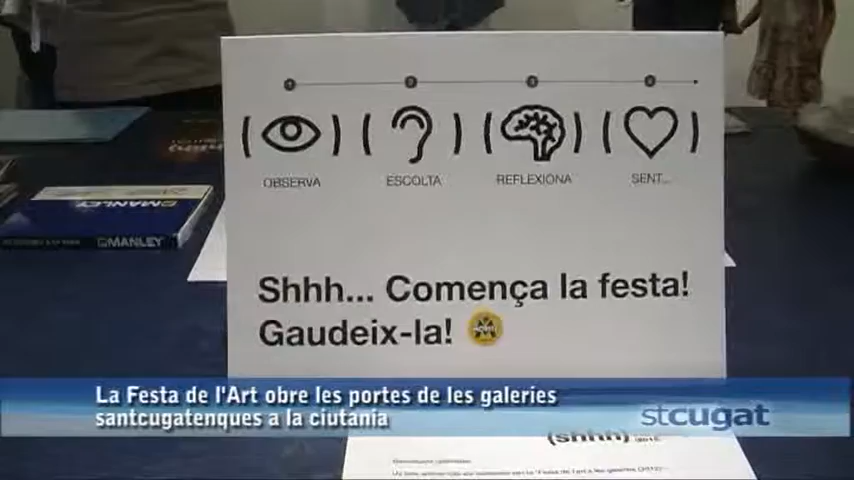 OBSERVA
ESCOLTA
REFLEXIONA
SENT...
MANLEY
MANLEY
Shhh... Comença la festa!
Gaudeix-la!
La Festa de l'Art obre les portes de les galeries
santcugatenques a la ciutania
stcugat
(shhh)